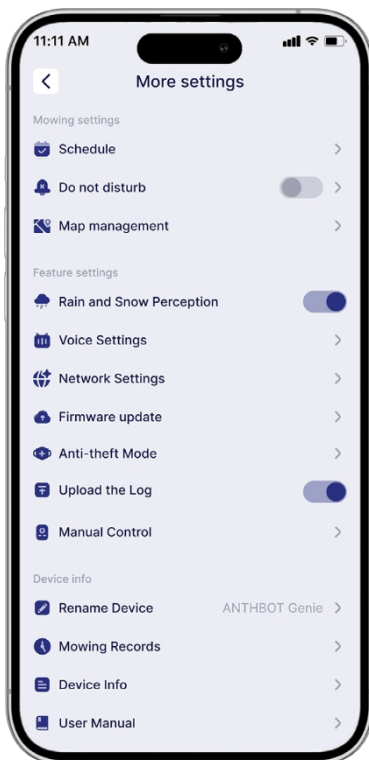 11:11 AM
More settings
Mowing settings
Schedule
Do not disturb
Map management
Feature settings
Rain and Snow Perception
Voice Settings
Network Settings
Firmware update
Anti-theft Mode
Upload the Log
Manual Control
Device info
Rename Device ANTHBOT Genie
Mowing Records
Device Info
User Manual